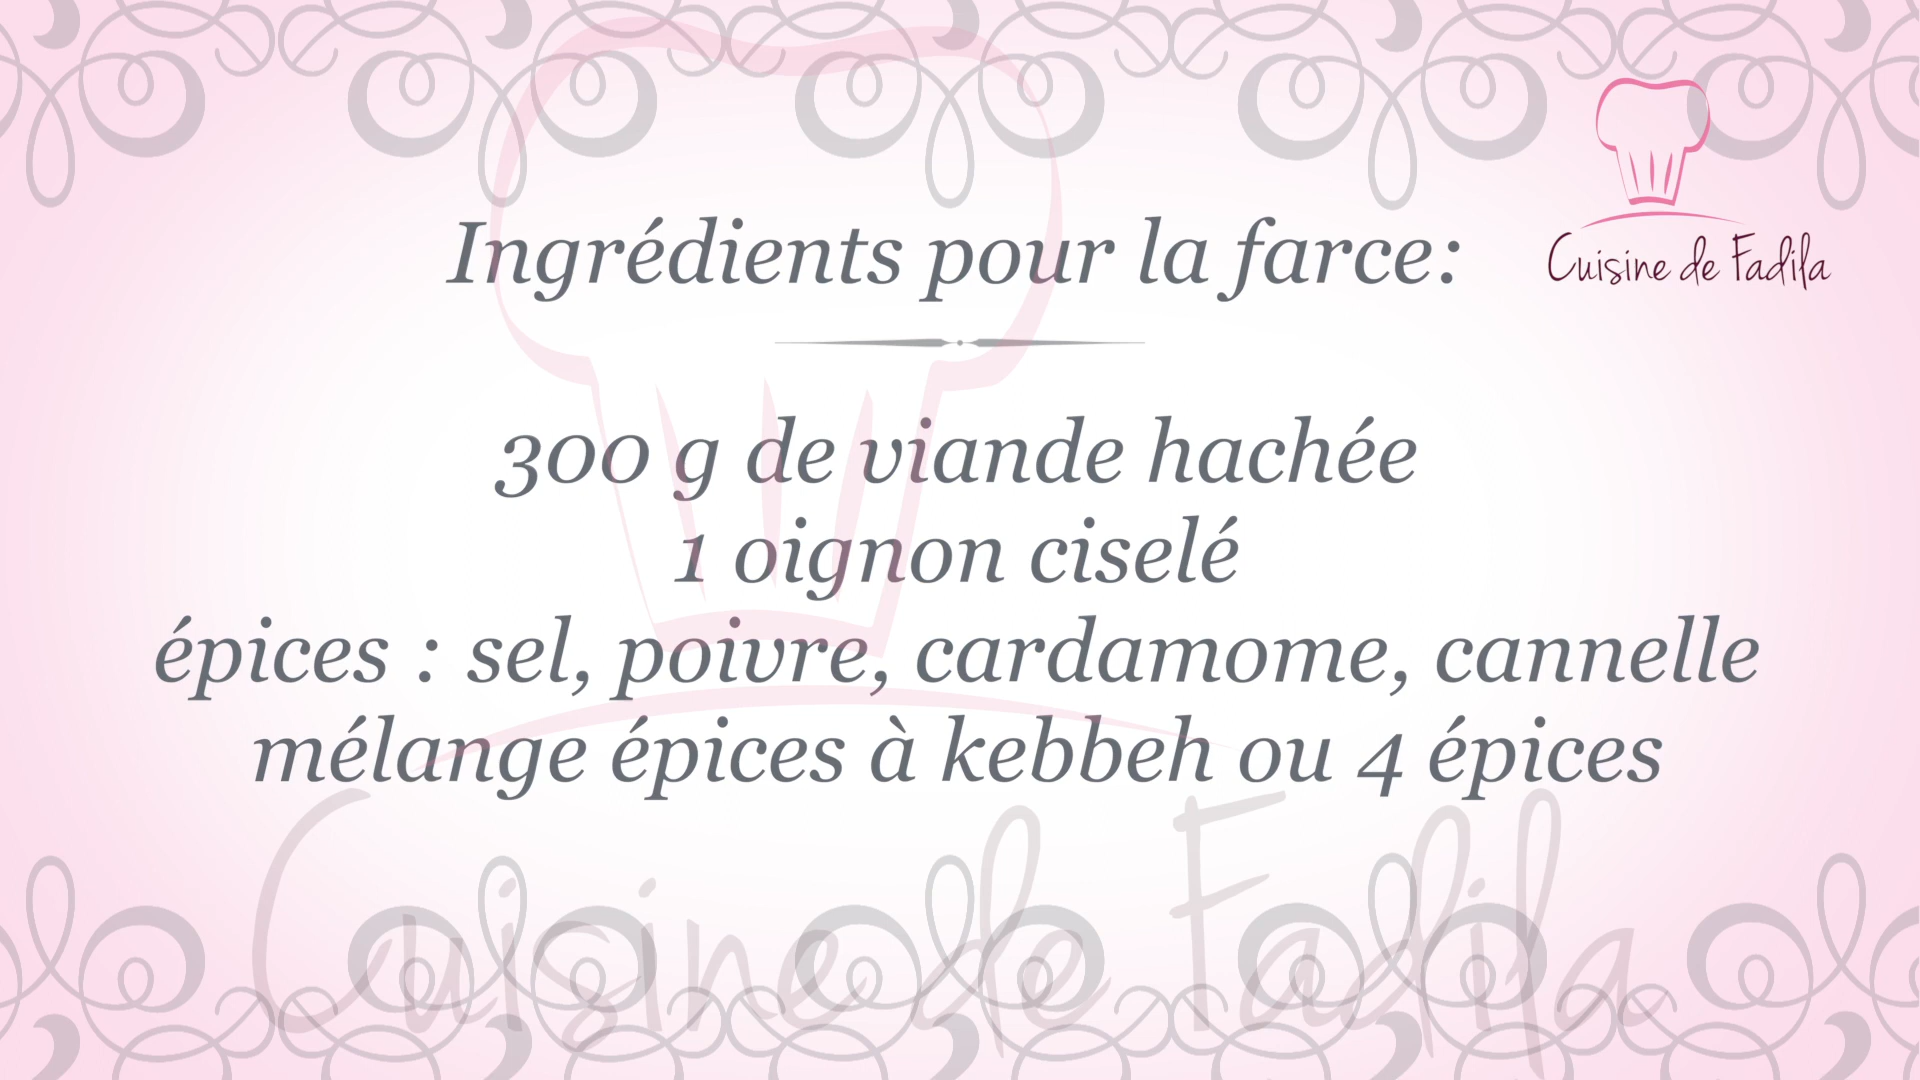 Ingrédients pour la farce:
Cuisine de Fadila
300 g de viande hachée
1 oignon ciselé
épices : sel, poivre, cardamome, cannelle
mélange épices à kebbeh ou 4 épices
Cuisine de Fadila